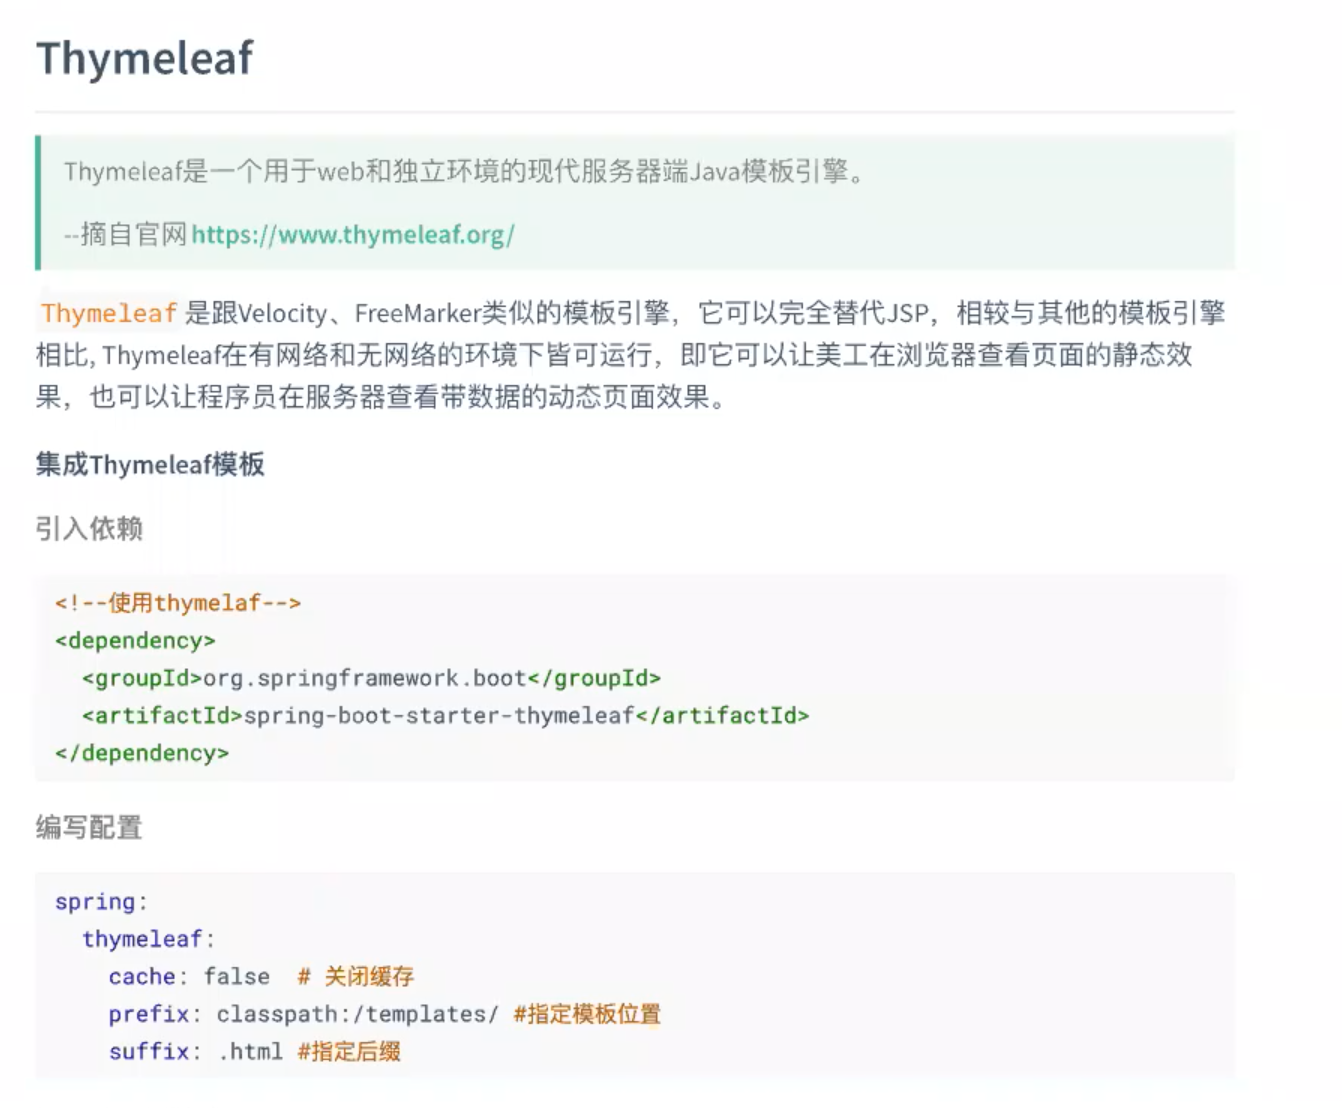 Thymeleaf
Thymeleaf是一个用于web和独立环境的现代服务器端Java模板引擎。
--摘自官网https://www.thymeleaf.org/
Thymeleaf 是跟Velocity、FreeMarker类似的模板引擎，它可以完全替代JSP，相较与其他的模板引擎
相比, Thymeleaf在有网络和无网络的环境下皆可运行，即它可以让美工在浏览器查看页面的静态效
果，也可以让程序员在服务器查看带数据的动态页面效果。
集成Thymeleaf模板
引入依赖
<!--使用thymelaf-->
<dependency>
  <groupId>org.springframework.boot</groupId>
  <artifactId>spring-boot-starter-thymeleaf</artifactId>
</dependency>
编写配置
spring:
  thymeleaf:
    cache: false  # 关闭缓存
    prefix: classpath:/templates/ #指定模板位置
    suffix: .html #指定后缀